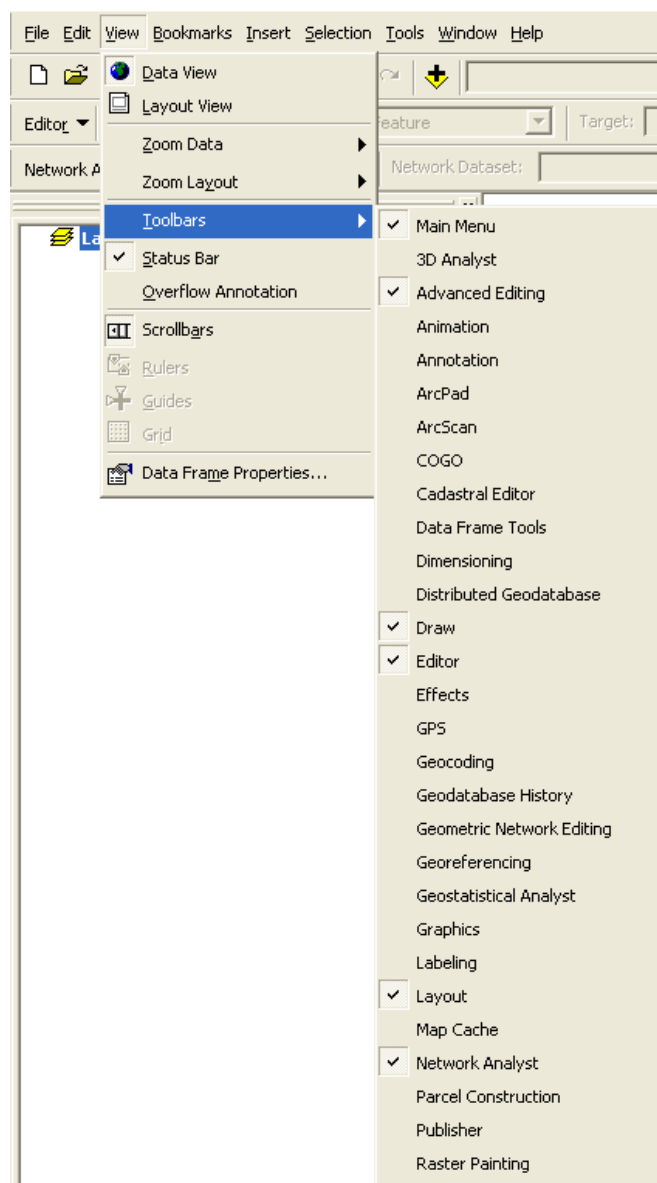 File Edit View Bookmarks Insert Selection Tools Window Help
Data View
Layout View
Editor
eature
Target:
Zoom Data
Network A
Network Dataset:
Zoom Layout
Toolbars
La
Status Bar
Overflow Annotation
Scrollbars
Rulers
Guides
Grid
Data Frame Properties...
Main Menu
3D Analyst
Advanced Editing
Animation
Annotation
ArcPad
ArcScan
COGO
Cadastral Editor
Data Frame Tools
Dimensioning
Distributed Geodatabase
Draw
Editor
Effects
GPS
Geocoding
Geodatabase History
Geometric Network Editing
Georeferencing
Geostatistical Analyst
Graphics
Labeling
Layout
Map Cache
Network Analyst
Parcel Construction
Publisher
Raster Painting